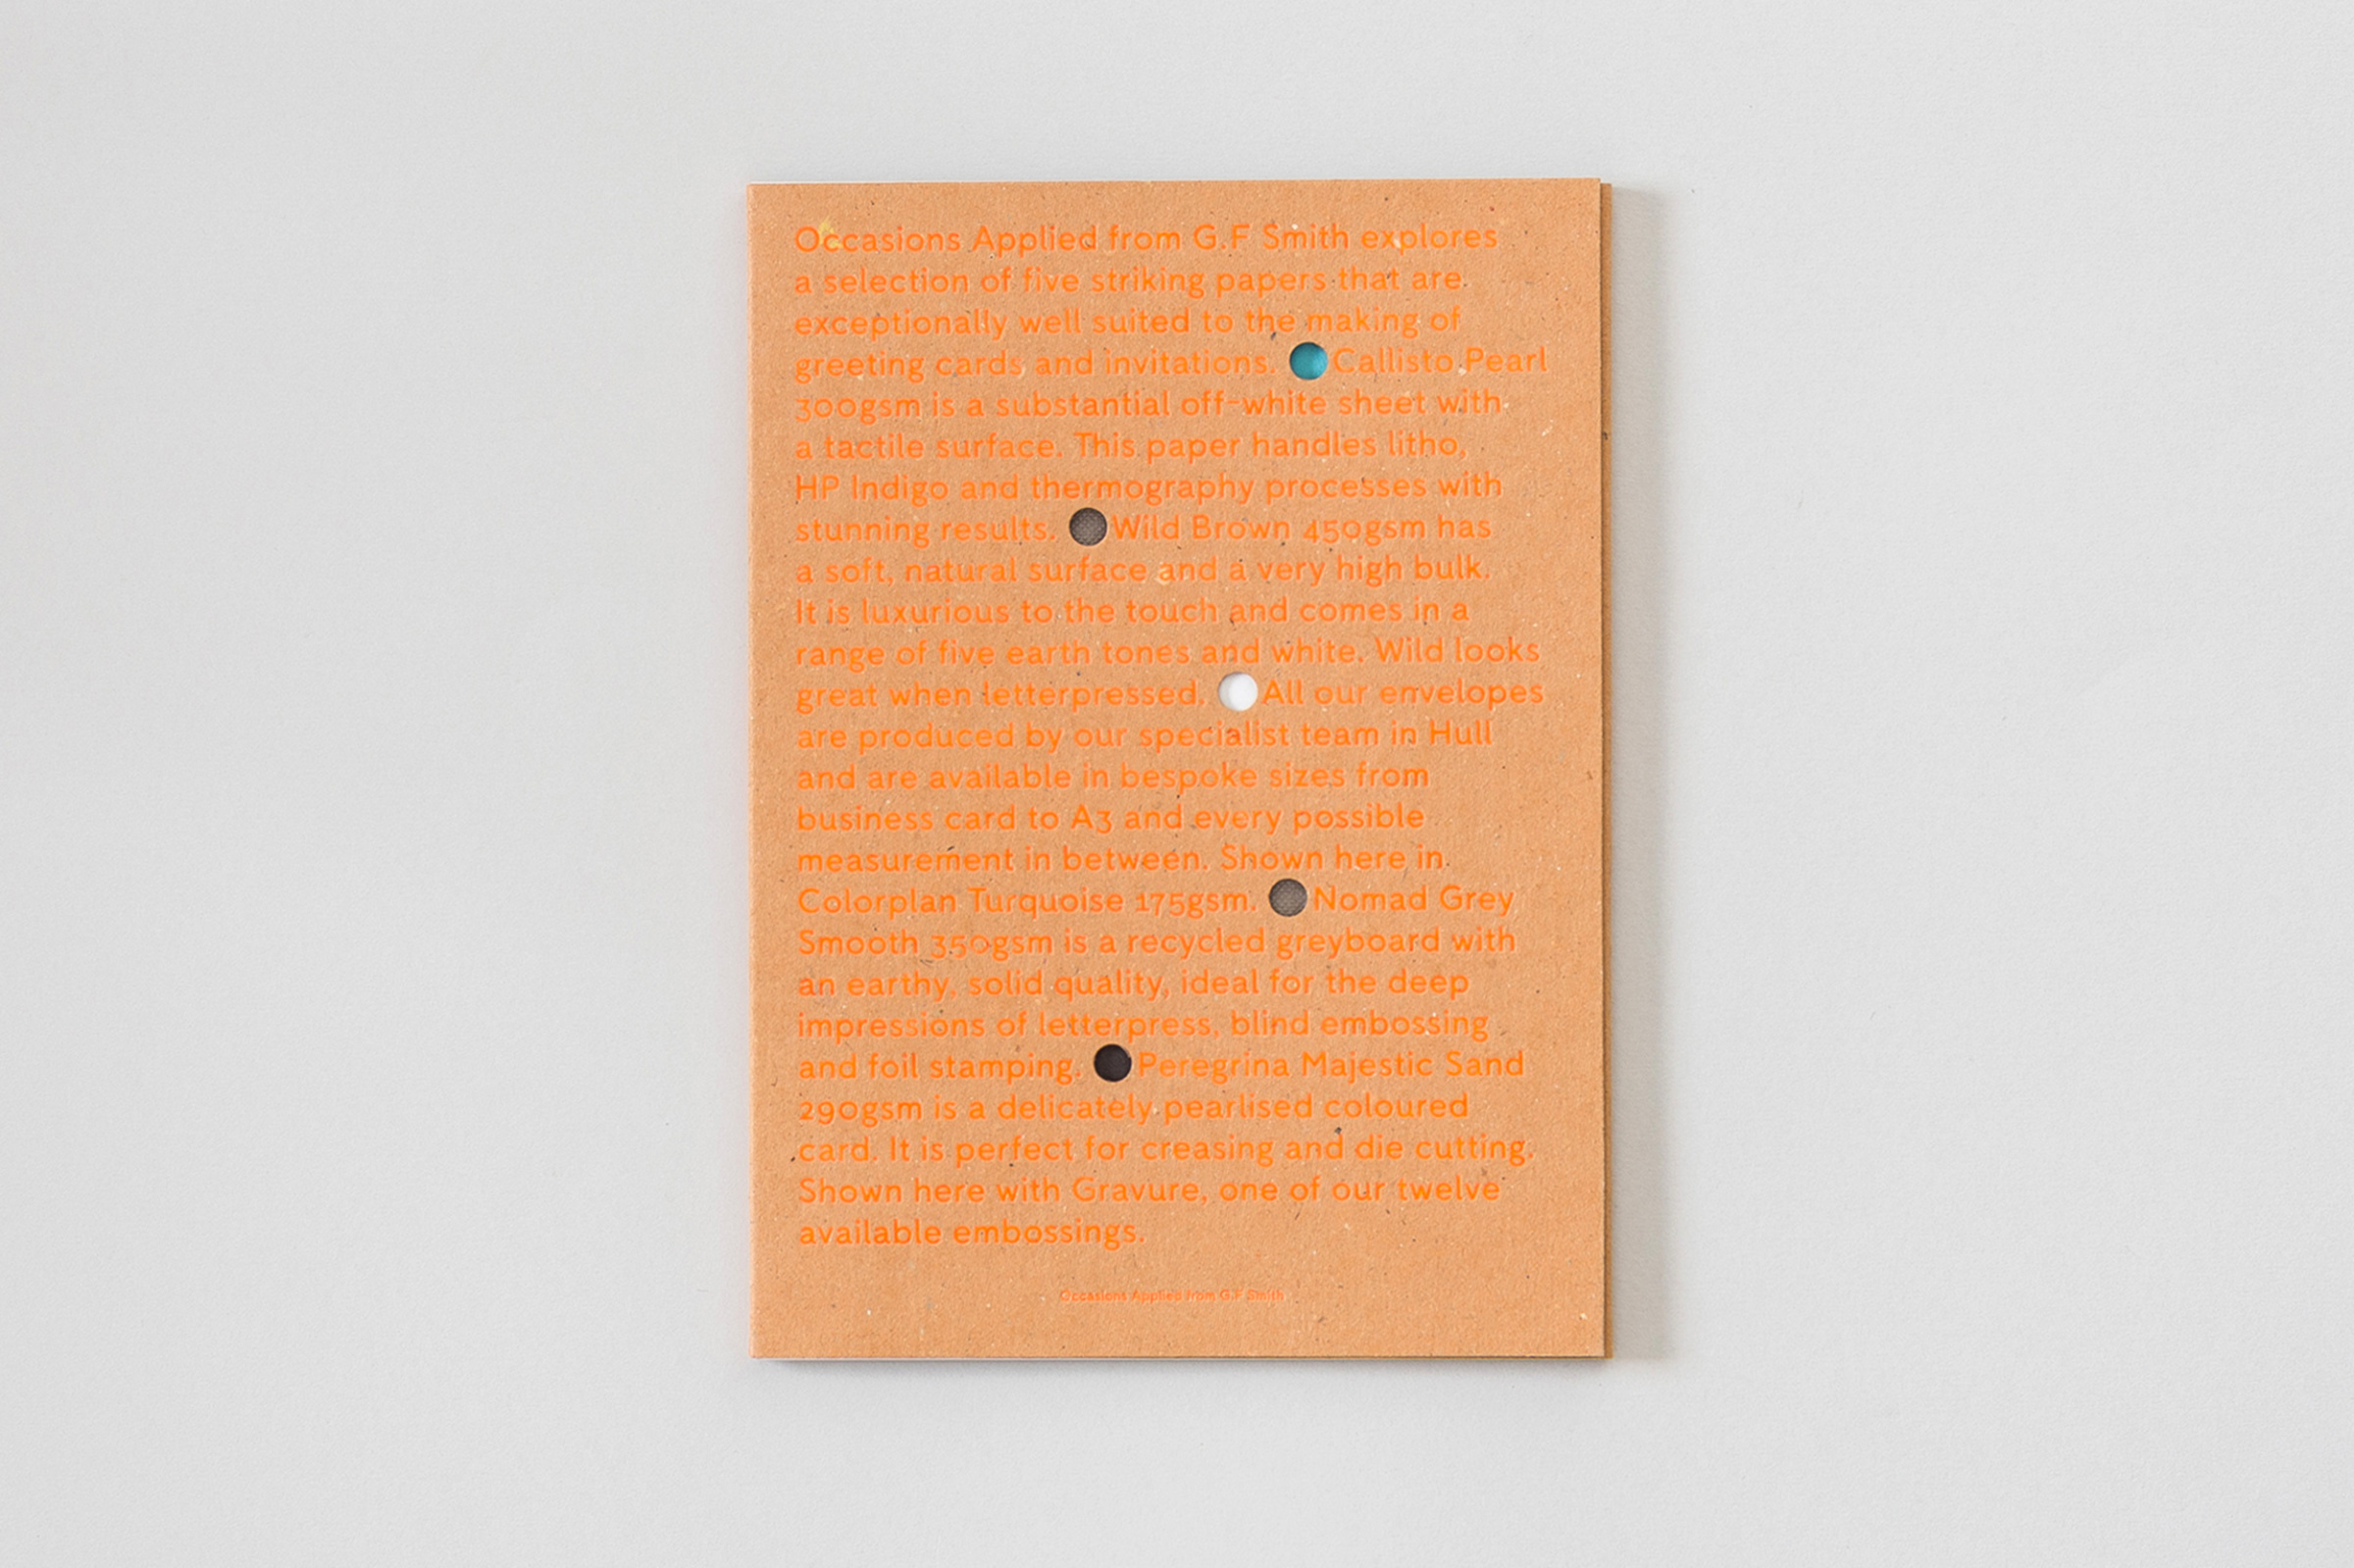 Occasions Applied from G.F Smith explores
a selection of five striking papers that are
exceptionally well suited to the making of
greeting cards and invitations. Callisto Pearl
300gsm is a substantial off-white sheet with
a tactile surface. This paper handles litho,
HP Indigo and thermography processes with
stunning results. Wild Brown 450gsm has
a soft, natural surface and a very high bulk.
It is luxurious to the touch and comes in a
range of five earth tones and white. Wild looks
great when letterpressed. All our envelopes
are produced by our specialist team in Hull
and are available in bespoke sizes from
business card to A3 and every possible
measurement in between. Shown here in
Colorplan Turquoise 175gsm. Nomad Grey
Smooth 350gsm is a recycled greyboard with
an earthy, solid quality, ideal for the deep
impressions of letterpress, blind embossing
and foil stamping. Peregrina Majestic Sand
290gsm is a delicately pearlised coloured
card. It is perfect for creasing and die cutting.
Shown here with Gravure, one of our twelve
available embossings.
Occasions Applied from G.F Smith